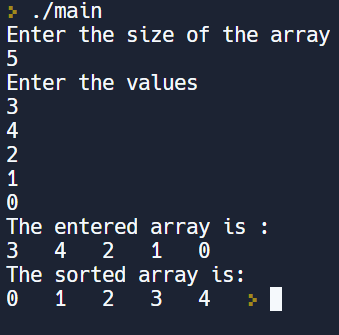 > ./main
Enter the size of the array
5
Enter the values
3
4
2
1
0
The entered array is :
3 4 2 1 0
The sorted array is:
0 1 2 3 4 >